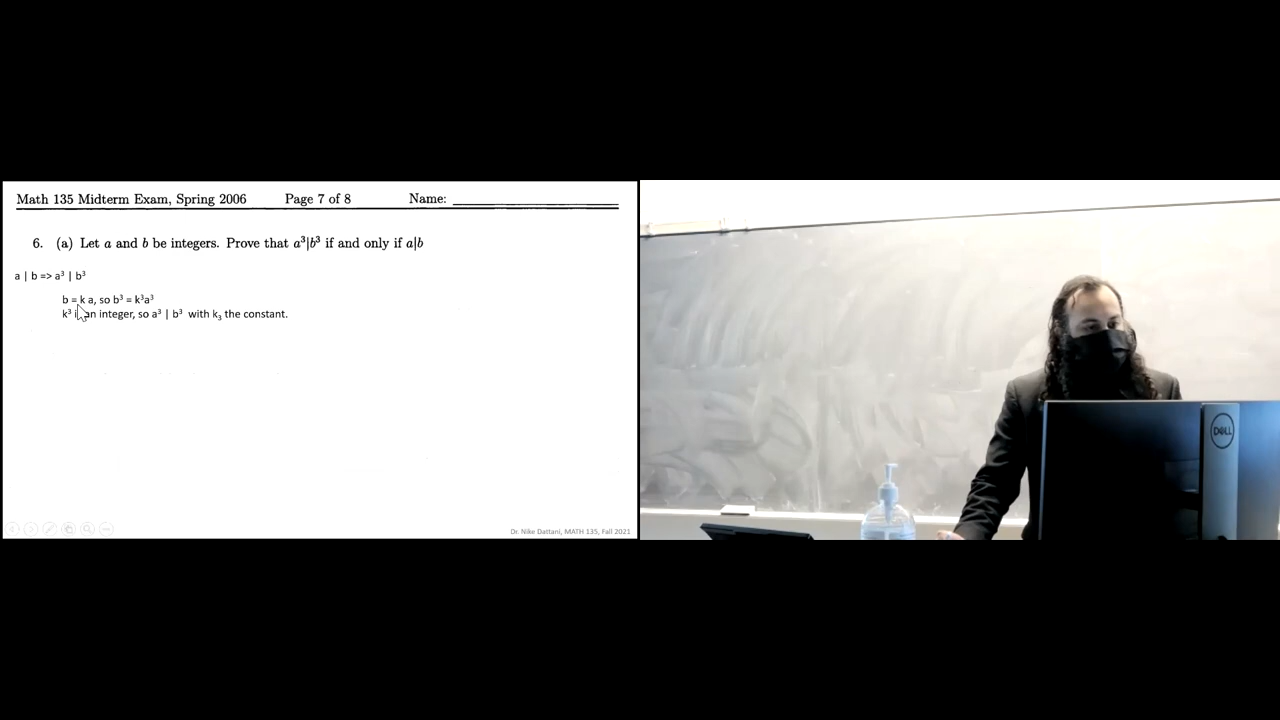 Math 135 Midterm Exam, Spring 2006 Page 7 of 8 Name:
6. (a) Let a and b be integers. Prove that a³|b³ if and only if a|b
a | b => a³ | b³
b = k a, so b³ = k³a³
k³ i an integer, so a³ | b³ with k₃ the constant.
Dr. Nike Dattani, MATH 135, Fall 2021
DELL